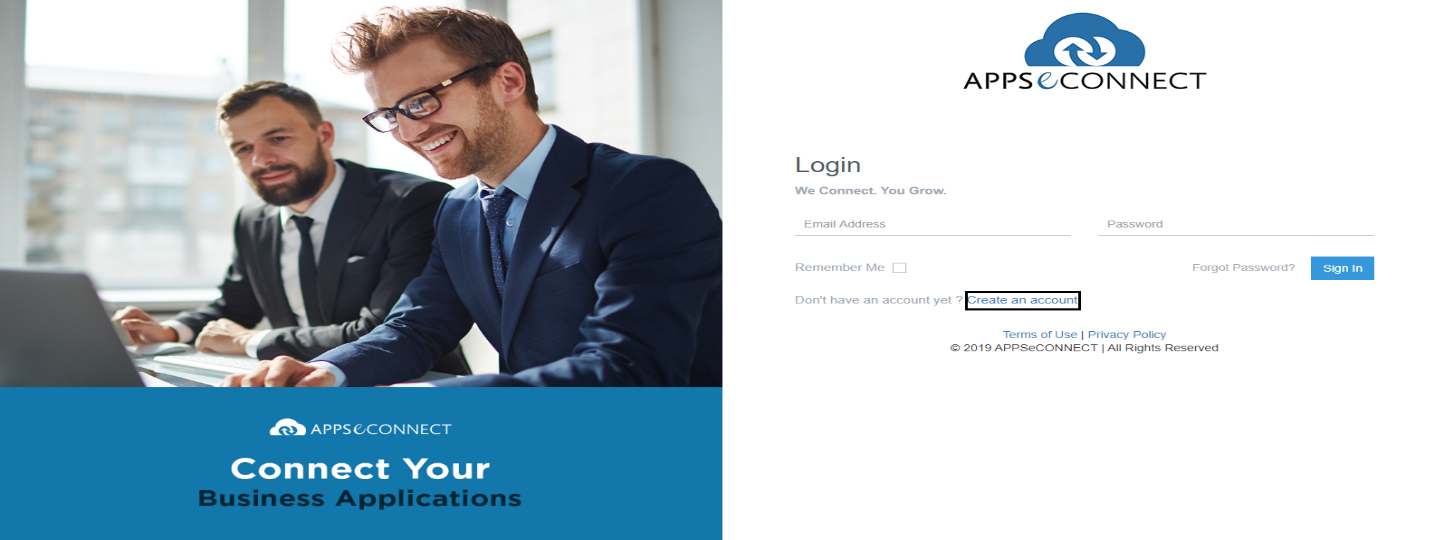 APPSeCONNECT
Connect Your
Business Applications
APPSeCONNECT
Login
We Connect. You Grow.
Email Address Password
Remember Me Forgot Password? Sign In
Don't have an account yet ? Create an account
Terms of Use | Privacy Policy
© 2019 APPSeCONNECT | All Rights Reserved